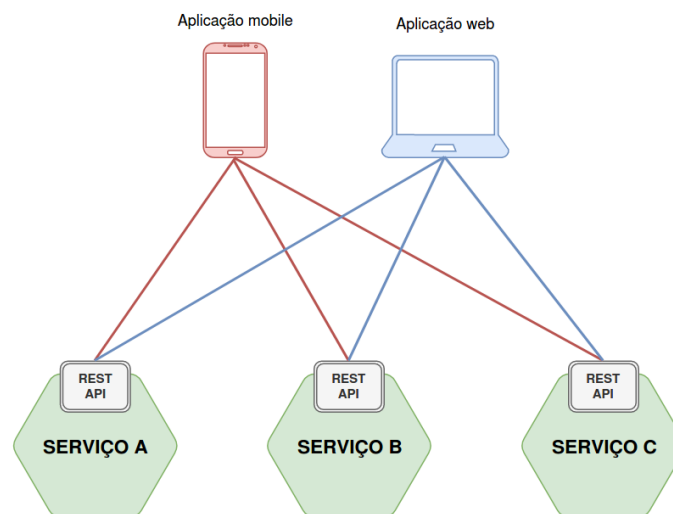 Aplicação mobile
Aplicação web
REST
API
REST
API
REST
API
SERVIÇO A
SERVIÇO B
SERVIÇO C